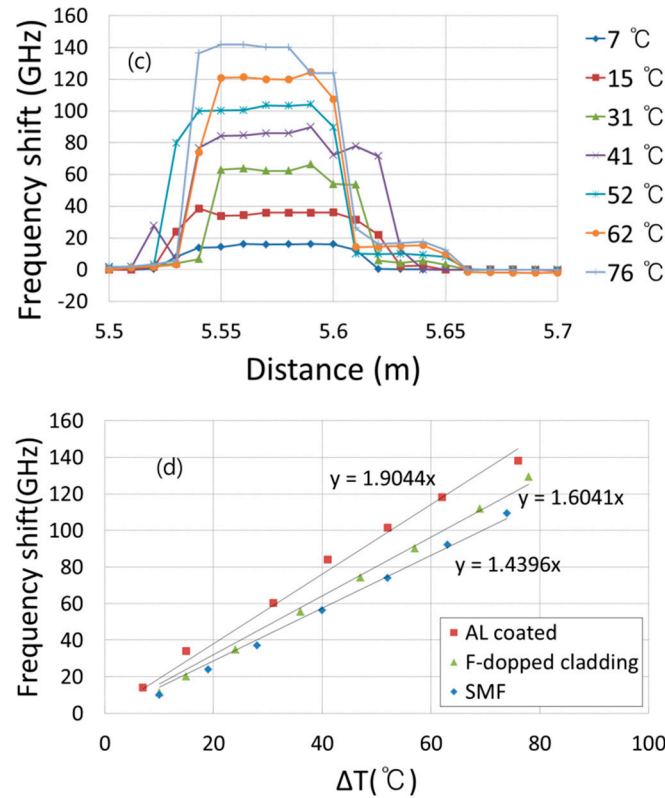 Frequency shift (GHz)
160
140
120
100
80
60
40
20
0
-20
(c)
5.5 5.55 5.6 5.65 5.7
Distance (m)
7 ℃
15 ℃
31 ℃
41 ℃
52 ℃
62 ℃
76 ℃
Frequency shift(GHz)
160
140
120
100
80
60
40
20
0
(d)
y = 1.9044x
y = 1.6041x
y = 1.4396x
AL coated
F-dopped cladding
SMF
0 20 40 60 80 100
ΔT(℃)